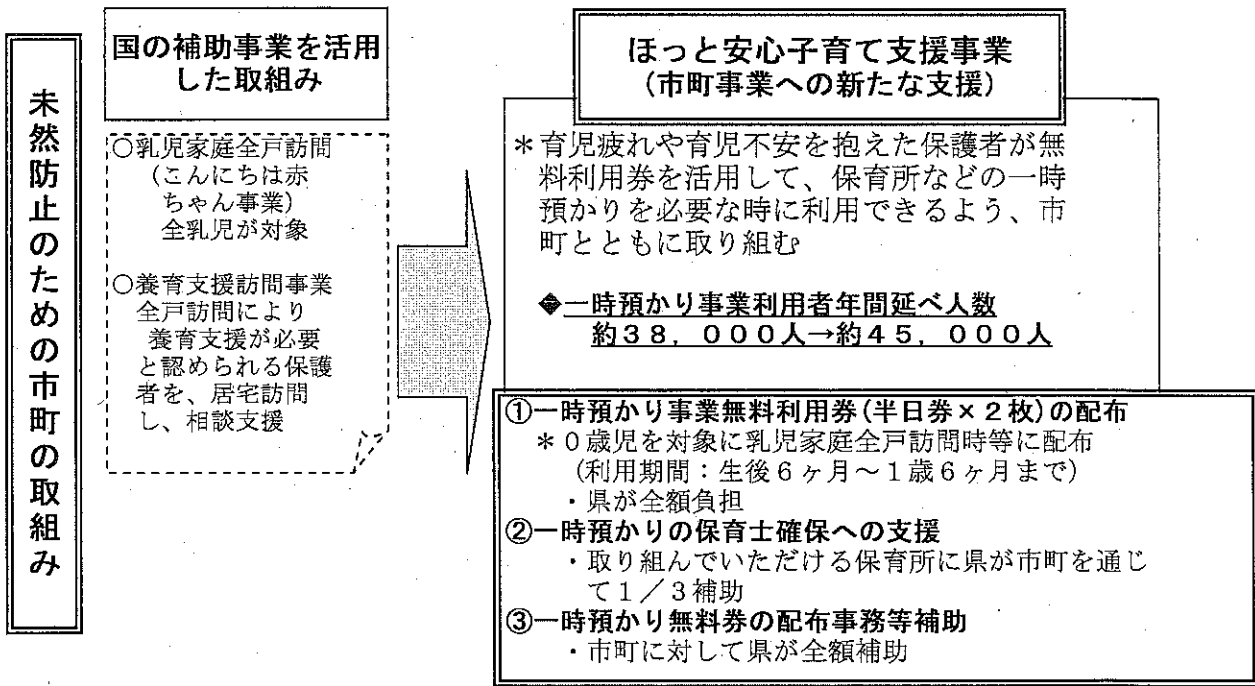 未然防止のための市町の取組み
国の補助事業を活用
した取組み
○乳児家庭全戸訪問
(こんにちは赤
ちゃん事業)
全乳児が対象
○養育支援訪問事業
全戸訪問により
養育支援が必要
と認められる保護
者を、居宅訪問
し、相談支援
ほっと安心子育て支援事業
(市町事業への新たな支援)
＊育児疲れや育児不安を抱えた保護者が無
料利用券を活用して、保育所などの一時
預かりを必要な時に利用できるよう、市
町とともに取り組む
◆一時預かり事業利用者年間延べ人数
約３８，０００人→約４５，０００人
①一時預かり事業無料利用券(半日券×２枚)の配布
＊０歳児を対象に乳児家庭全戸訪問時等に配布
(利用期間：生後６ヶ月～１歳６ヶ月まで)
・県が全額負担
②一時預かりの保育士確保への支援
・取り組んでいただける保育所に県が市町を通じ
て１／３補助
③一時預かり無料券の配布事務等補助
・市町に対して県が全額補助